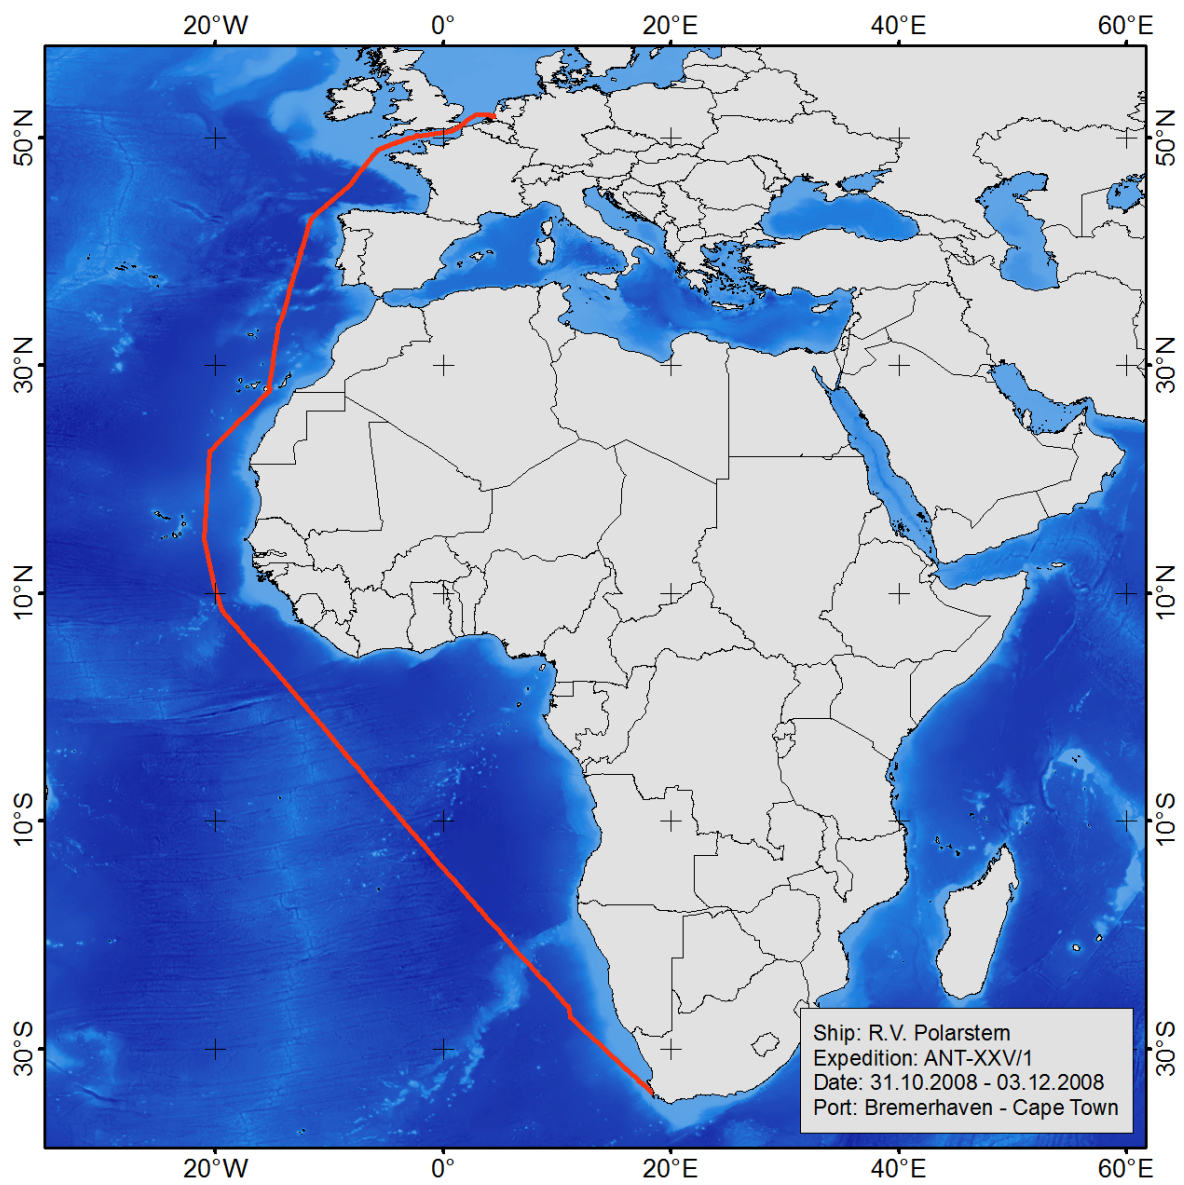 20°W 0° 20°E 40°E 60°E
50°N 50°N
30°N 30°N
10°N 10°N
10°S 10°S
30°S 30°S
Ship: R.V. Polarstern
Expedition: ANT-XXV/1
Date: 31.10.2008 - 03.12.2008
Port: Bremerhaven - Cape Town
20°W 0° 20°E 40°E 60°E